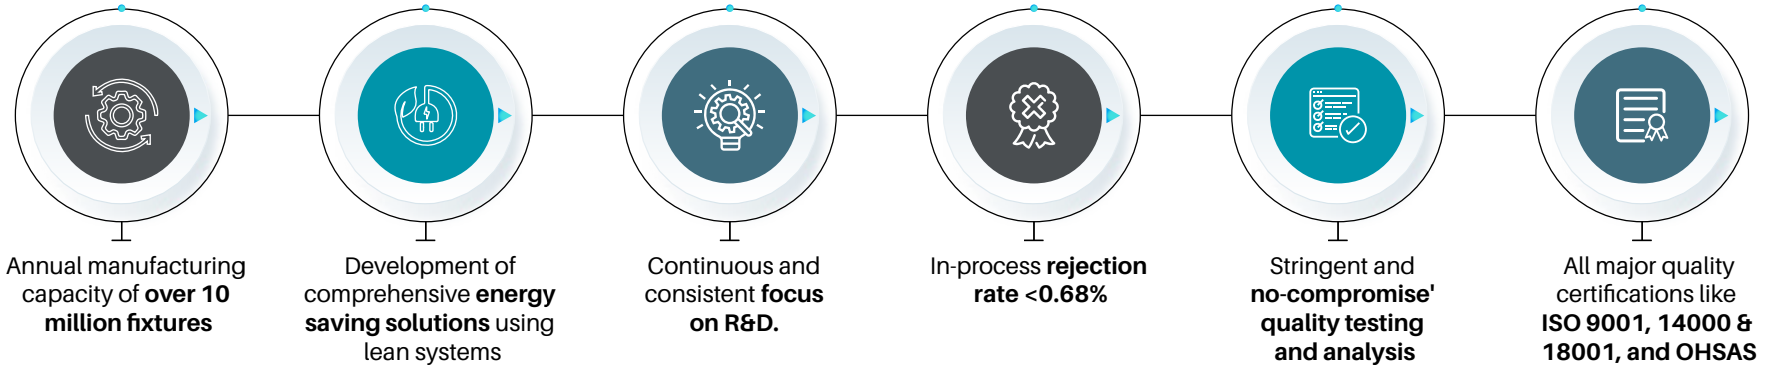 Annual manufacturing
capacity of over 10
million fixtures
Development of
comprehensive energy
saving solutions using
lean systems
Continuous and
consistent focus
on R&D.
In-process rejection
rate <0.68%
Stringent and
no-compromise'
quality testing
and analysis
All major quality
certifications like
ISO 9001, 14000 &
18001, and OHSAS